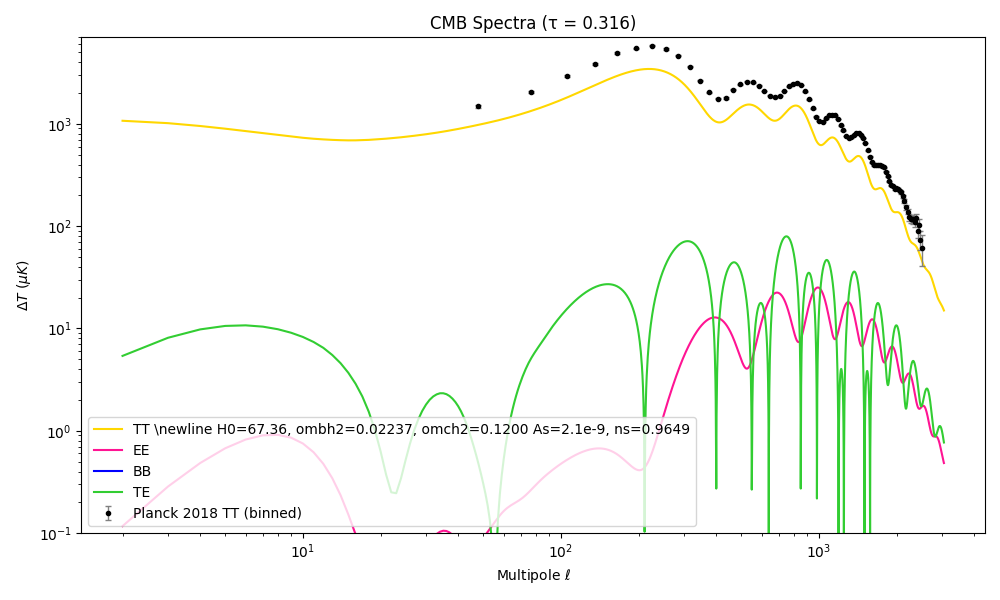 CMB Spectra (τ = 0.316)
ΔT (μK)
10³
10²
10¹
10⁰
10⁻¹
TT \newline H0=67.36, ombh2=0.02237, omch2=0.1200 As=2.1e-9, ns=0.9649
EE
BB
TE
Planck 2018 TT (binned)
10¹ 10² 10³
Multipole ℓ